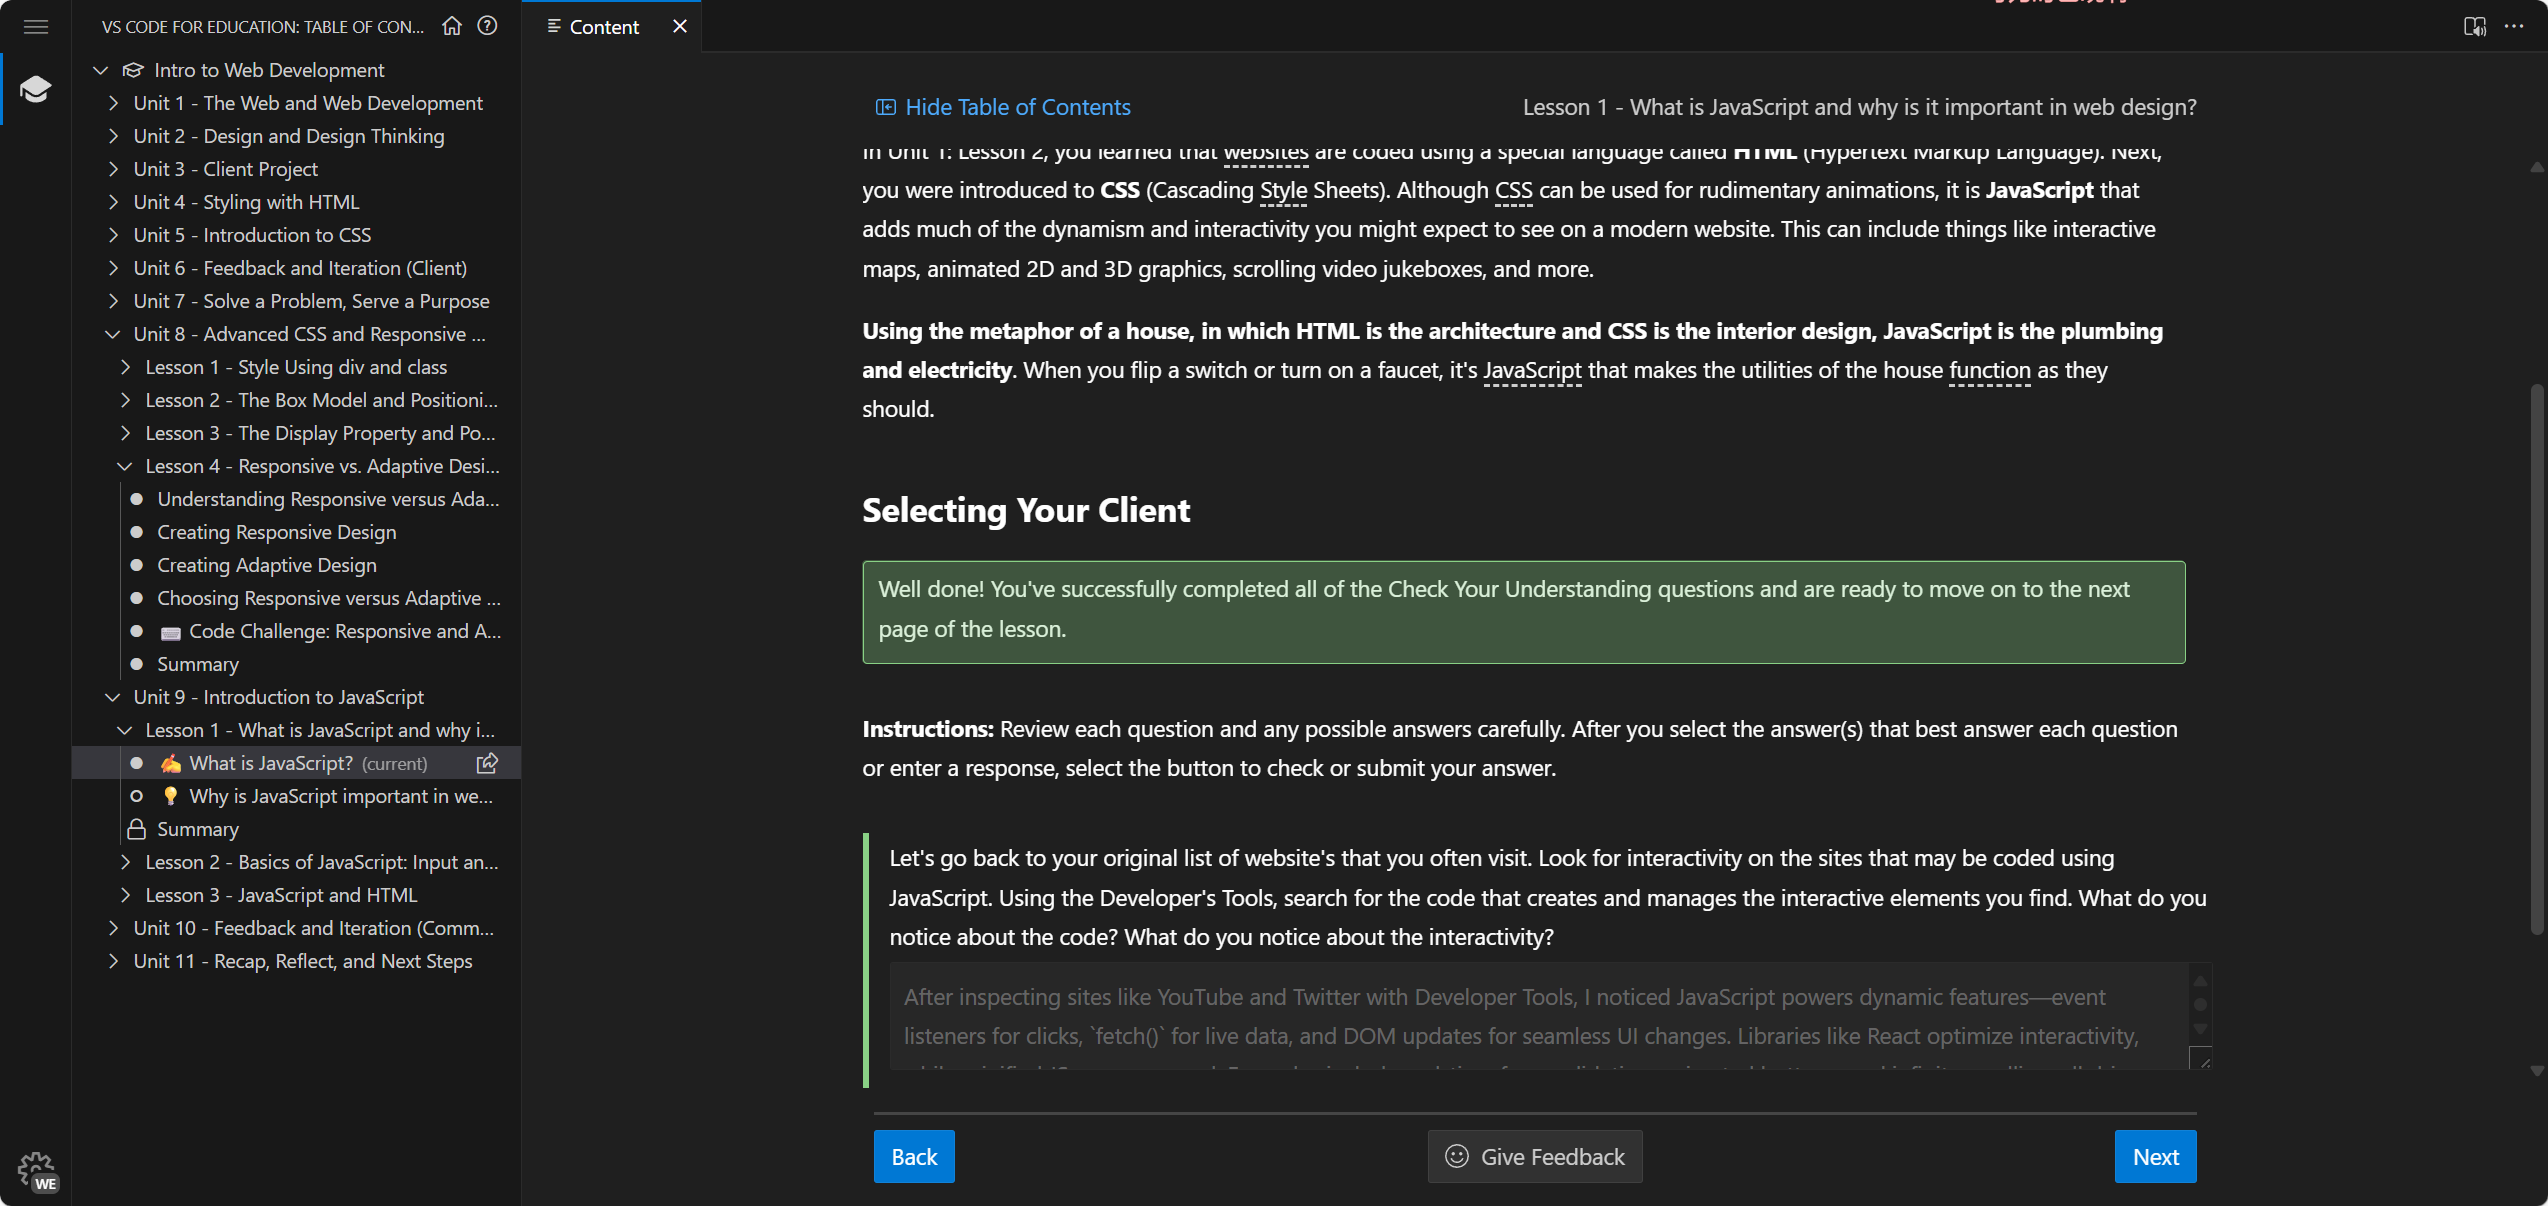 VS CODE FOR EDUCATION: TABLE OF CON...
Intro to Web Development
Unit 1 - The Web and Web Development
Unit 2 - Design and Design Thinking
Unit 3 - Client Project
Unit 4 - Styling with HTML
Unit 5 - Introduction to CSS
Unit 6 - Feedback and Iteration (Client)
Unit 7 - Solve a Problem, Serve a Purpose
Unit 8 - Advanced CSS and Responsive ...
Lesson 1 - Style Using div and class
Lesson 2 - The Box Model and Positioni...
Lesson 3 - The Display Property and Po...
Lesson 4 - Responsive vs. Adaptive Desi...
Understanding Responsive versus Ada...
Creating Responsive Design
Creating Adaptive Design
Choosing Responsive versus Adaptive ...
Code Challenge: Responsive and A...
Summary
Unit 9 - Introduction to JavaScript
Lesson 1 - What is JavaScript and why i...
What is JavaScript? (current)
Why is JavaScript important in we...
Summary
Lesson 2 - Basics of JavaScript: Input an...
Lesson 3 - JavaScript and HTML
Unit 10 - Feedback and Iteration (Comm...
Unit 11 - Recap, Reflect, and Next Steps
WE
Content
Hide Table of Contents
Lesson 1 - What is JavaScript and why is it important in web design?
In Unit 1: Lesson 2, you learned that websites are coded using a special language called HTML (Hypertext Markup Language). Next,
you were introduced to CSS (Cascading Style Sheets). Although CSS can be used for rudimentary animations, it is JavaScript that
adds much of the dynamism and interactivity you might expect to see on a modern website. This can include things like interactive
maps, animated 2D and 3D graphics, scrolling video jukeboxes, and more.
Using the metaphor of a house, in which HTML is the architecture and CSS is the interior design, JavaScript is the plumbing
and electricity. When you flip a switch or turn on a faucet, it's JavaScript that makes the utilities of the house function as they
should.
Selecting Your Client
Well done! You've successfully completed all of the Check Your Understanding questions and are ready to move on to the next
page of the lesson.
Instructions: Review each question and any possible answers carefully. After you select the answer(s) that best answer each question
or enter a response, select the button to check or submit your answer.
Let's go back to your original list of website's that you often visit. Look for interactivity on the sites that may be coded using
JavaScript. Using the Developer's Tools, search for the code that creates and manages the interactive elements you find. What do you
notice about the code? What do you notice about the interactivity?
After inspecting sites like YouTube and Twitter with Developer Tools, I noticed JavaScript powers dynamic features—event
listeners for clicks, `fetch()` for live data, and DOM updates for seamless UI changes. Libraries like React optimize interactivity,
Back
Give Feedback
Next